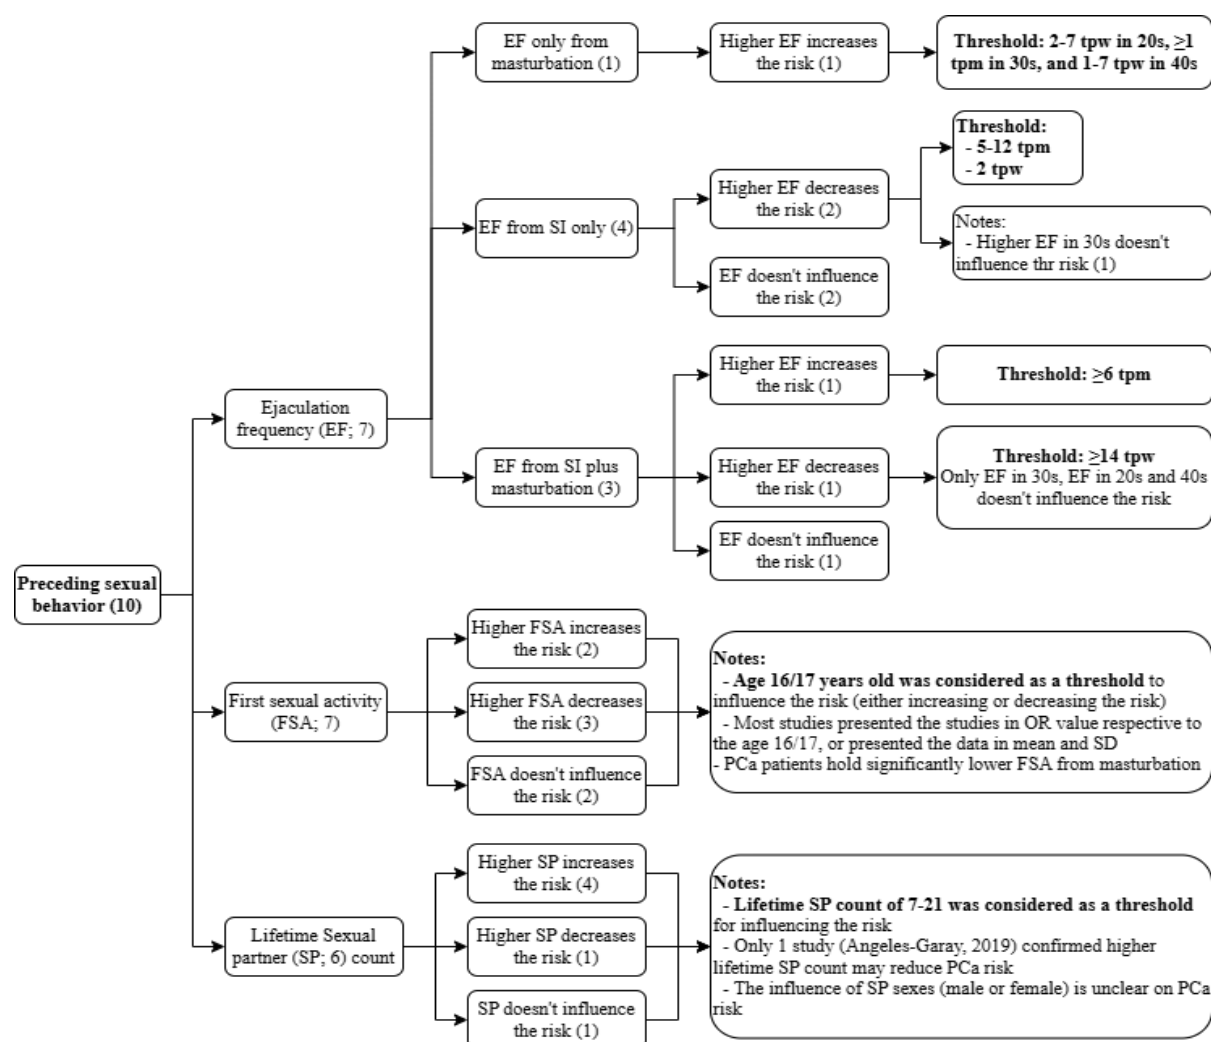 EF only from
masturbation (1)
Higher EF increases
the risk (1)
Threshold: 2-7 tpw in 20s, ≥1
tpm in 30s, and 1-7 tpw in 40s
EF from SI only (4)
Higher EF decreases
the risk (2)
Threshold:
- 5-12 tpm
- 2 tpw
Notes:
- Higher EF in 30s doesn't
influence thr risk (1)
EF doesn't influence
the risk (2)
Ejaculation
frequency (EF; 7)
EF from SI plus
masturbation (3)
Higher EF increases
the risk (1)
Threshold: ≥6 tpm
Higher EF decreases
the risk (1)
Threshold: ≥14 tpw
Only EF in 30s, EF in 20s and 40s
doesn't influence the risk
EF doesn't influence
the risk (1)
Preceding sexual
behavior (10)
First sexual activity
(FSA; 7)
Higher FSA increases
the risk (2)
Higher FSA decreases
the risk (3)
FSA doesn't influence
the risk (2)
Notes:
- Age 16/17 years old was considered as a threshold to
influence the risk (either increasing or decreasing the risk)
- Most studies presented the studies in OR value respective to
the age 16/17, or presented the data in mean and SD
- PCa patients hold significantly lower FSA from masturbation
Lifetime Sexual
partner (SP; 6) count
Higher SP increases
the risk (4)
Higher SP decreases
the risk (1)
SP doesn't influence
the risk (1)
Notes:
- Lifetime SP count of 7-21 was considered as a threshold
for influencing the risk
- Only 1 study (Angeles-Garay, 2019) confirmed higher
lifetime SP count may reduce PCa risk
- The influence of SP sexes (male or female) is unclear on PCa
risk